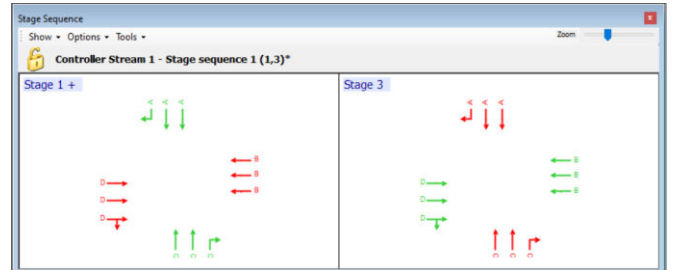 Stage Sequence
Show Options Tools Zoom
Controller Stream 1 - Stage sequence 1 (1,3)*
Stage 1 +
A A A
B
B
B
D
D
D
C C C
Stage 3
A A A
B
B
B
D
D
D
C C C